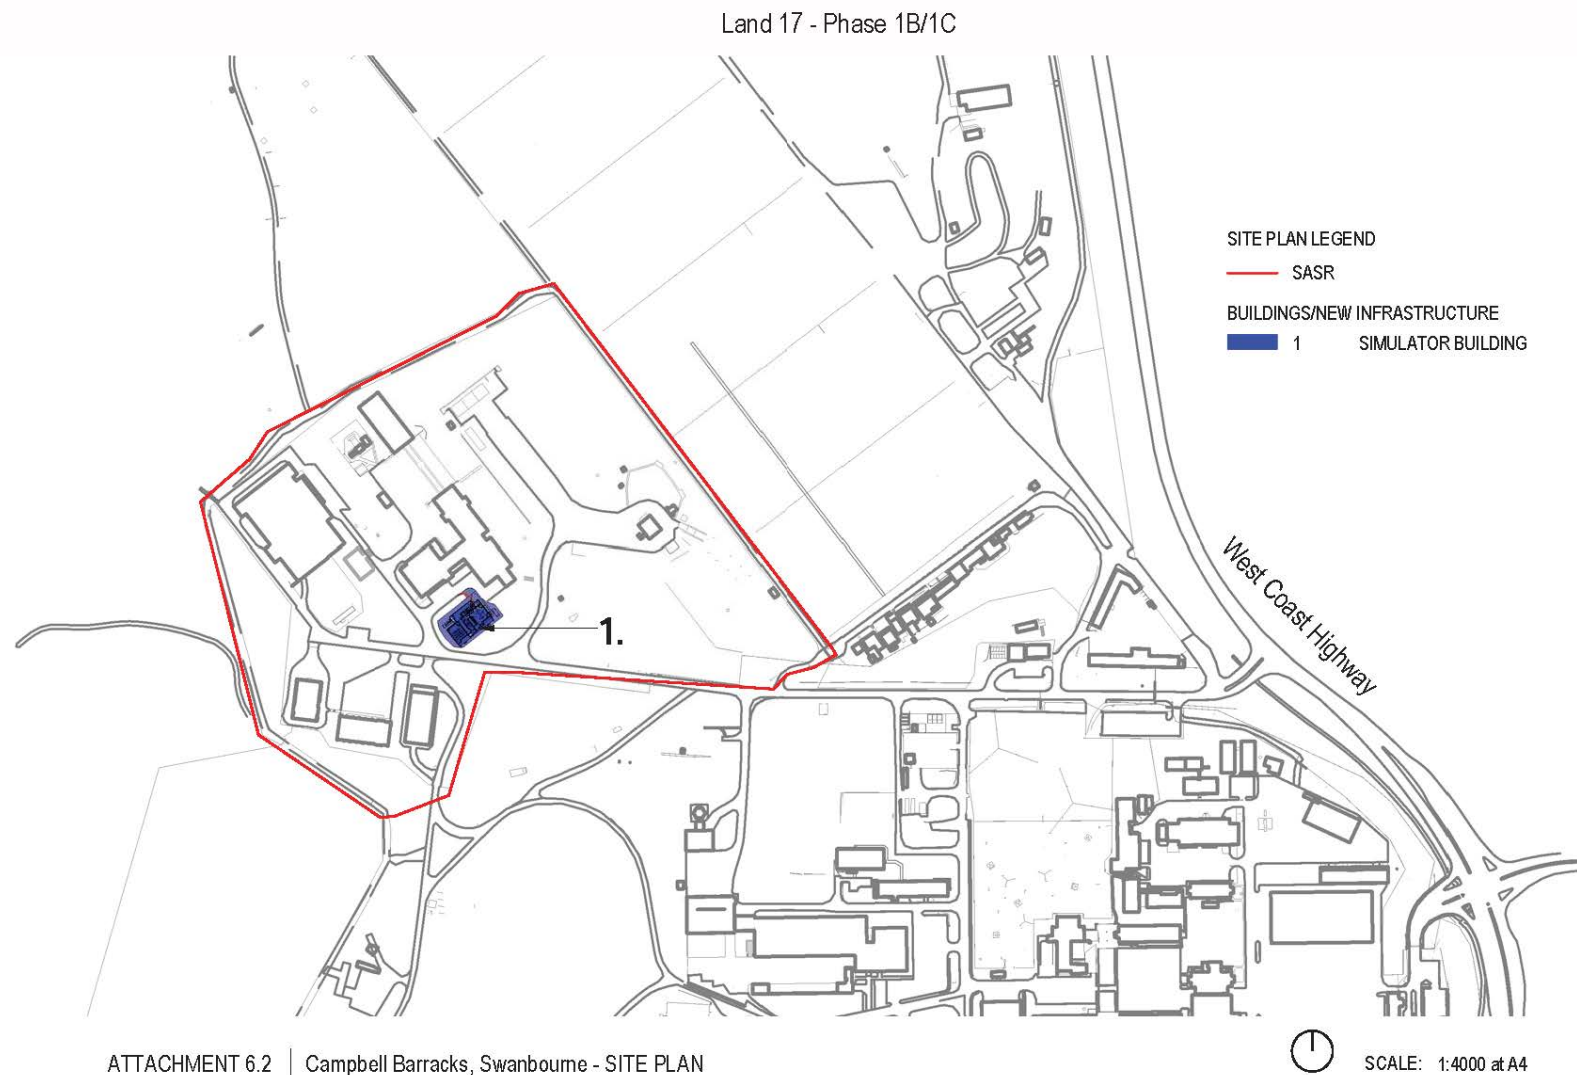 Land 17 - Phase 1B/1C
SITE PLAN LEGEND
SASR
BUILDINGS/NEW INFRASTRUCTURE
1 SIMULATOR BUILDING
1.
West Coast Highway
ATTACHMENT 6.2 | Campbell Barracks, Swanbourne - SITE PLAN
SCALE: 1:4000 at A4